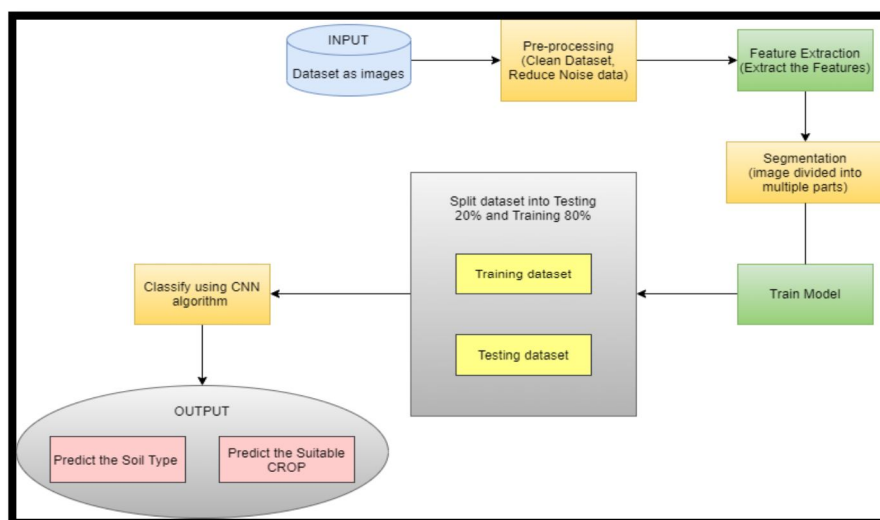 INPUT
Dataset as images
Pre-processing
(Clean Dataset,
Reduce Noise data)
Feature Extraction
(Extract the Features)
Segmentation
(image divided into
multiple parts)
Train Model
Split dataset into Testing
20% and Training 80%
Training dataset
Testing dataset
Classify using CNN
algorithm
OUTPUT
Predict the Soil Type
Predict the Suitable
CROP